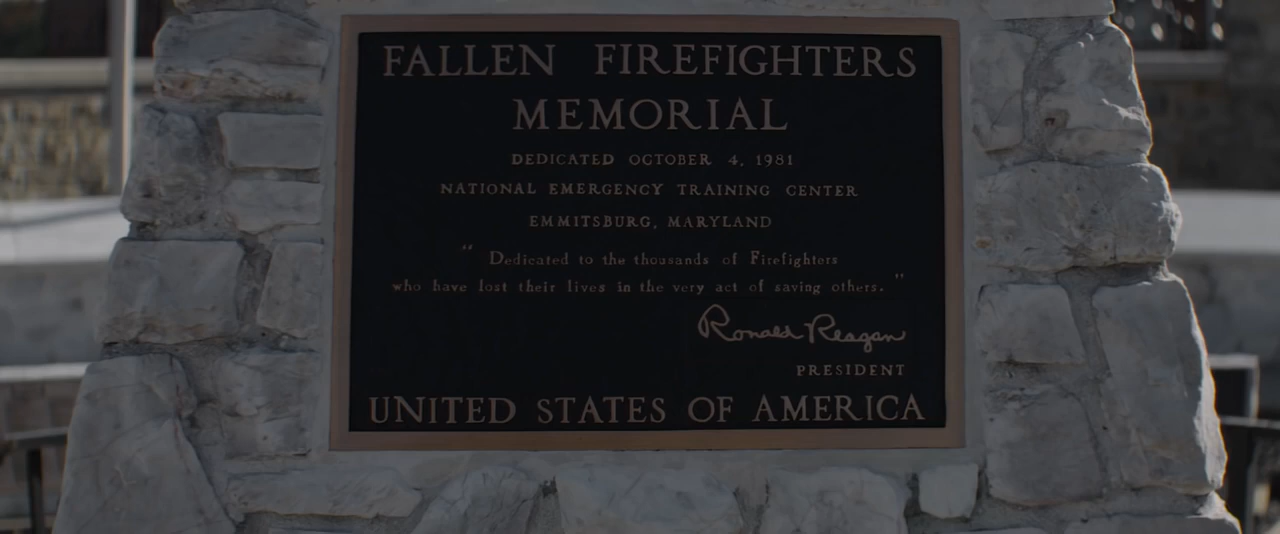 FALLEN FIREFIGHTERS
MEMORIAL
DEDICATED OCTOBER 4, 1981
NATIONAL EMERGENCY TRAINING CENTER
EMMITSBURG, MARYLAND
" Dedicated to the thousands of Firefighters
who have lost their lives in the very act of saving others. "
Ronald Reagan
PRESIDENT
UNITED STATES OF AMERICA